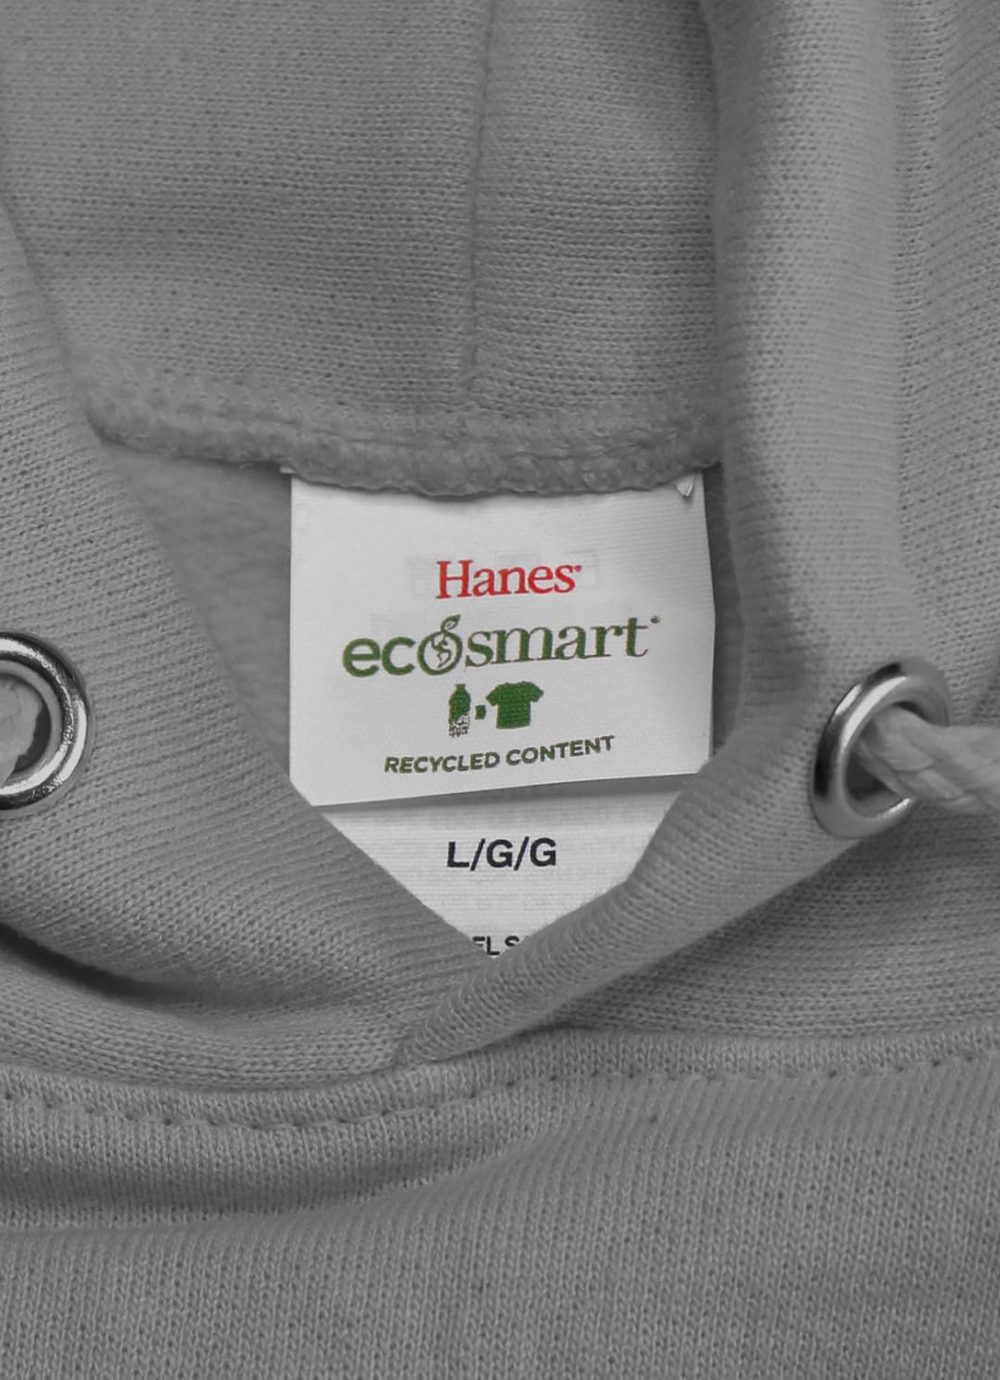 Hanes
ecosmart
RECYCLED CONTENT
L/G/G